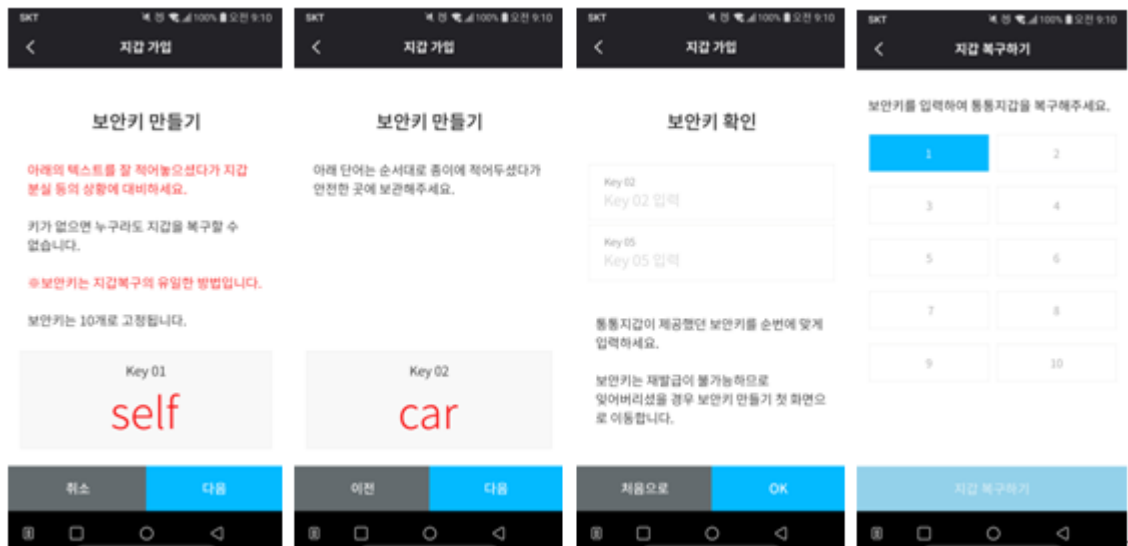 SKT
100% 오전 9:10
지갑 가입
보안키 만들기
아래의 텍스트를 잘 적어놓으셨다가 지갑
분실 등의 상황에 대비하세요.
키가 없으면 누구라도 지갑을 복구할 수
없습니다.
※보안키는 지갑복구의 유일한 방법입니다.
보안키는 10개로 고정됩니다.
Key 01
self
취소
다음
SKT
100% 오전 9:10
지갑 가입
보안키 만들기
아래 단어는 순서대로 종이에 적어두셨다가
안전한 곳에 보관해주세요.
Key 02
car
이전
다음
SKT
100% 오전 9:10
지갑 가입
보안키 확인
Key 02
Key 02 입력
Key 05
Key 05 입력
통통지갑이 제공했던 보안키를 순번에 맞게
입력하세요.
보안키는 재발급이 불가능하므로
잊어버리셨을 경우 보안키 만들기 첫 화면으
로 이동합니다.
처음으로
OK
SKT
100% 오전 9:10
지갑 복구하기
보안키를 입력하여 통통지갑을 복구해주세요.
1
2
3
4
5
6
7
8
9
10
지갑 복구하기